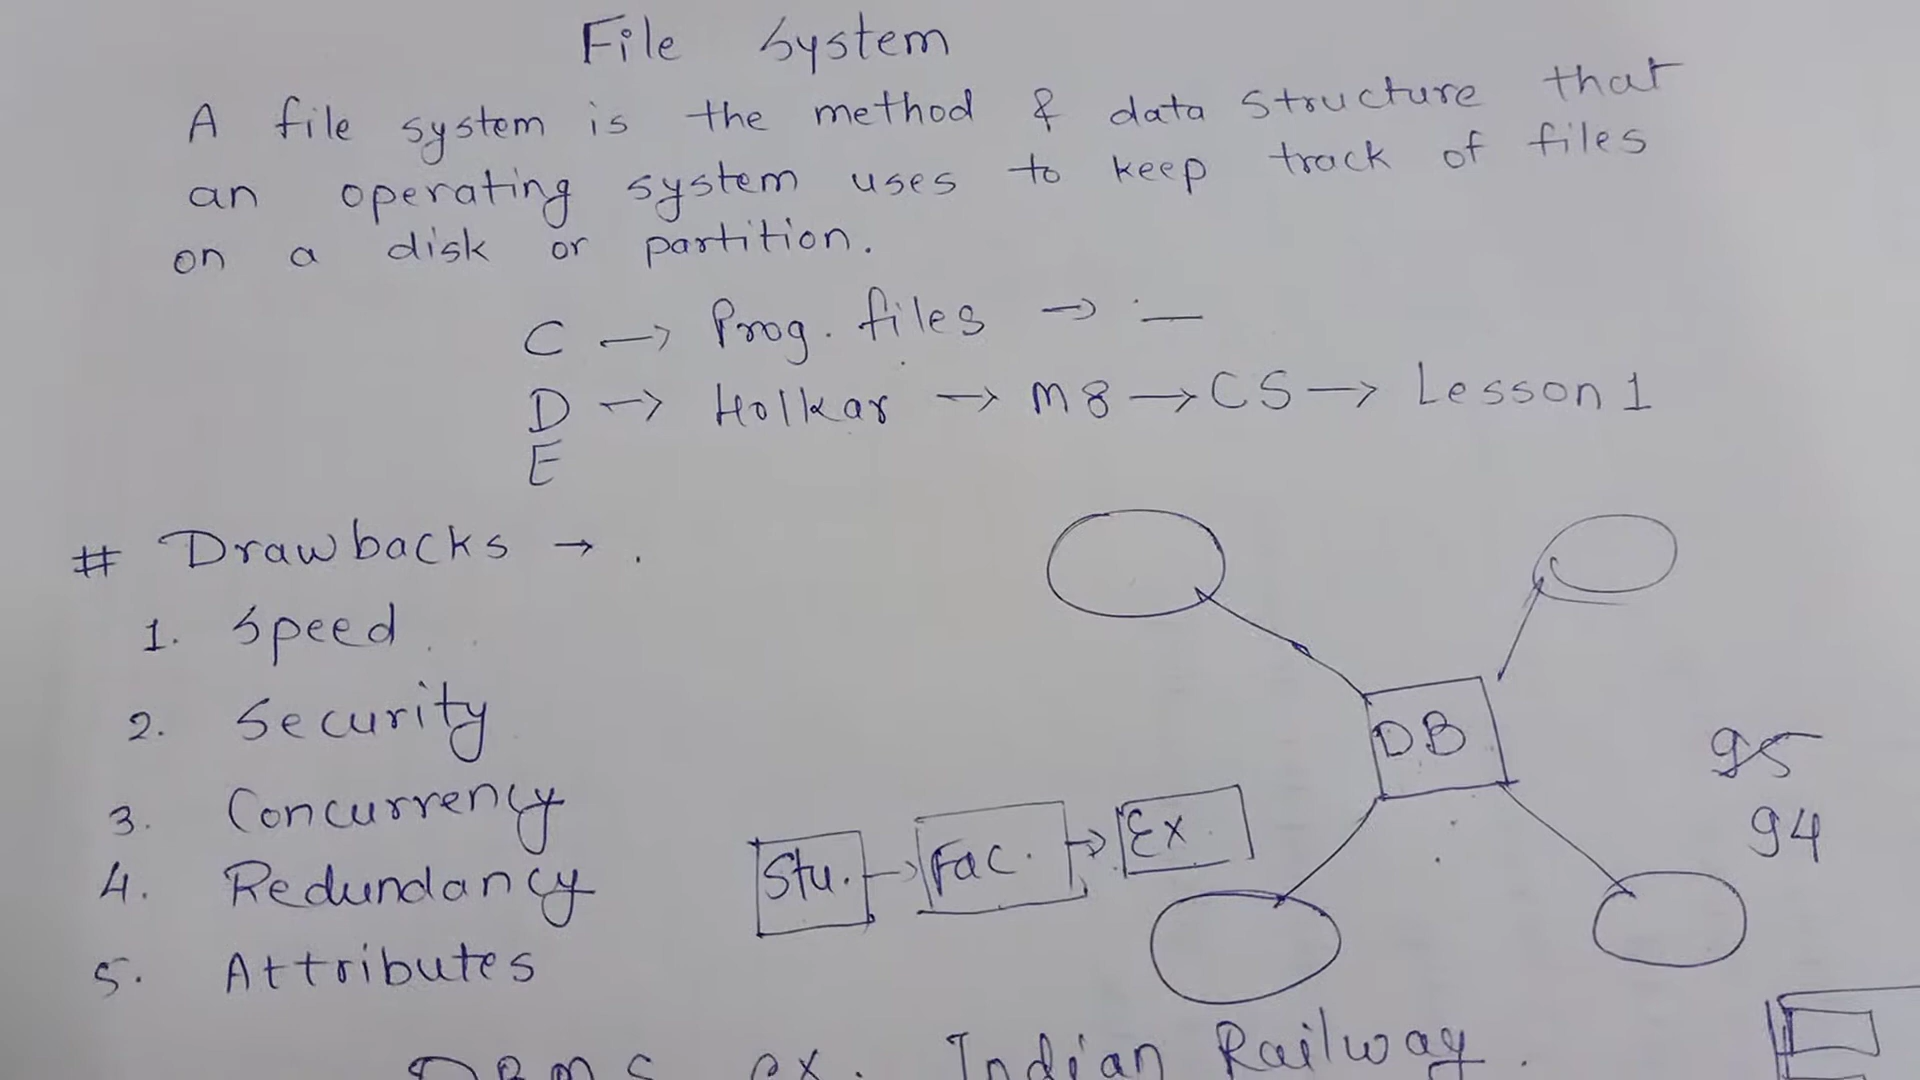 File System
A file system is the method & data structure that
an operating system uses to keep track of files
on a disk or partition.
C → Prog. files → —
D → Holkar → M8 → CS → Lesson 1
E
# Drawbacks →
1. Speed
2. Security
3. Concurrency
4. Redundancy
5. Attributes
DB
95
94
Stu. → Fac. → Ex.
DBMS ex. Indian Railway.